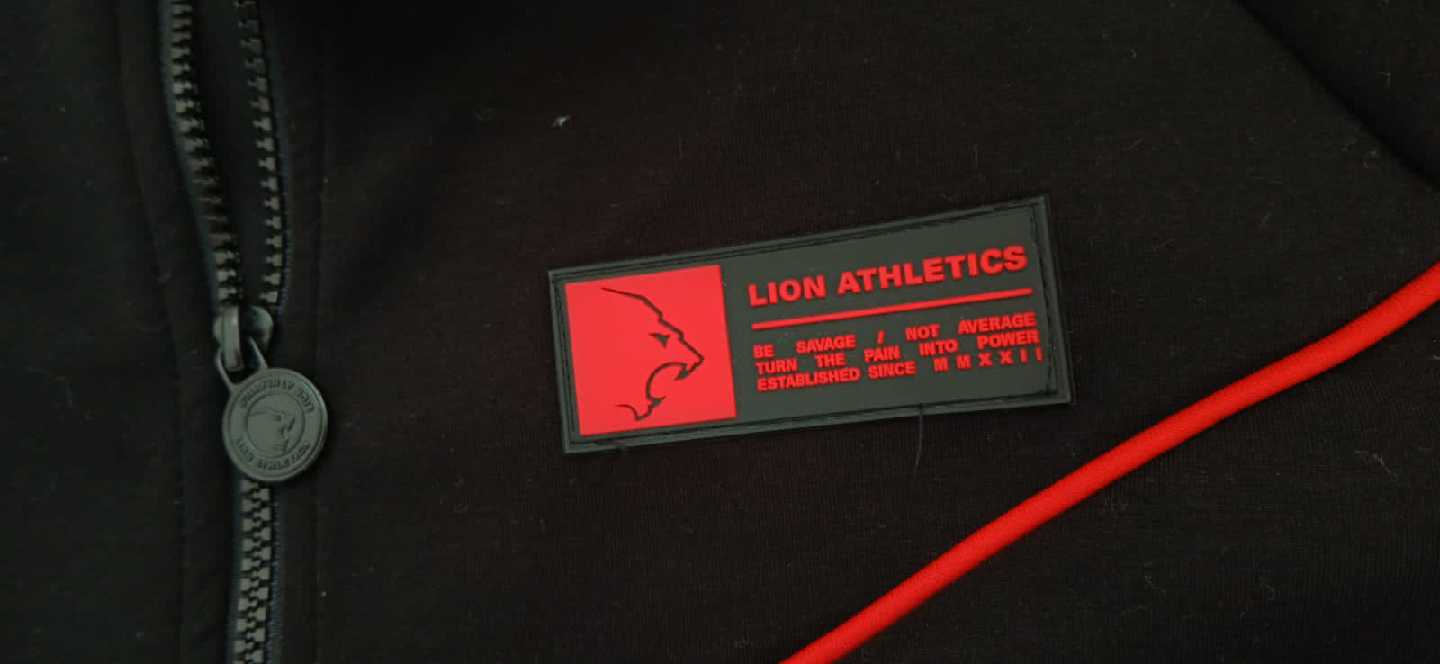 LION ATHLETICS
BE SAVAGE / NOT AVERAGE
TURN THE PAIN INTO POWER
ESTABLISHED SINCE MMXXII